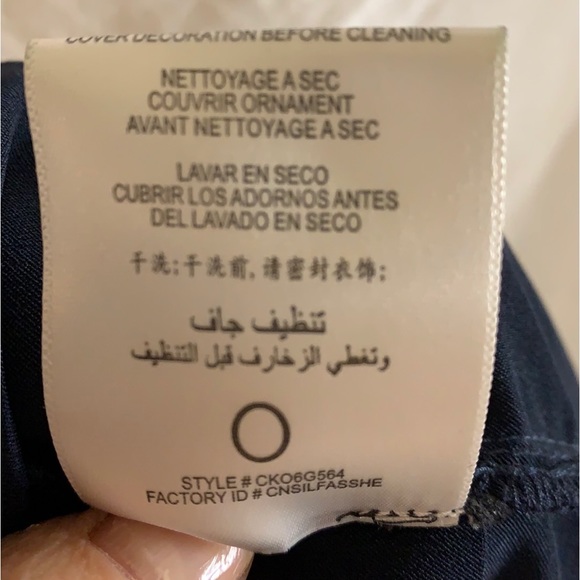 COVER DECORATION BEFORE CLEANING
NETTOYAGE A SEC
COUVRIR ORNAMENT
AVANT NETTOYAGE A SEC
LAVAR EN SECO
CUBRIR LOS ADORNOS ANTES
DEL LAVADO EN SECO
干洗:干洗前,请密封衣饰:
تنظيف جاف
وتغطي الزخارف قبل التنظيف
STYLE # CKO6G564
FACTORY ID # CNSILFASSHE